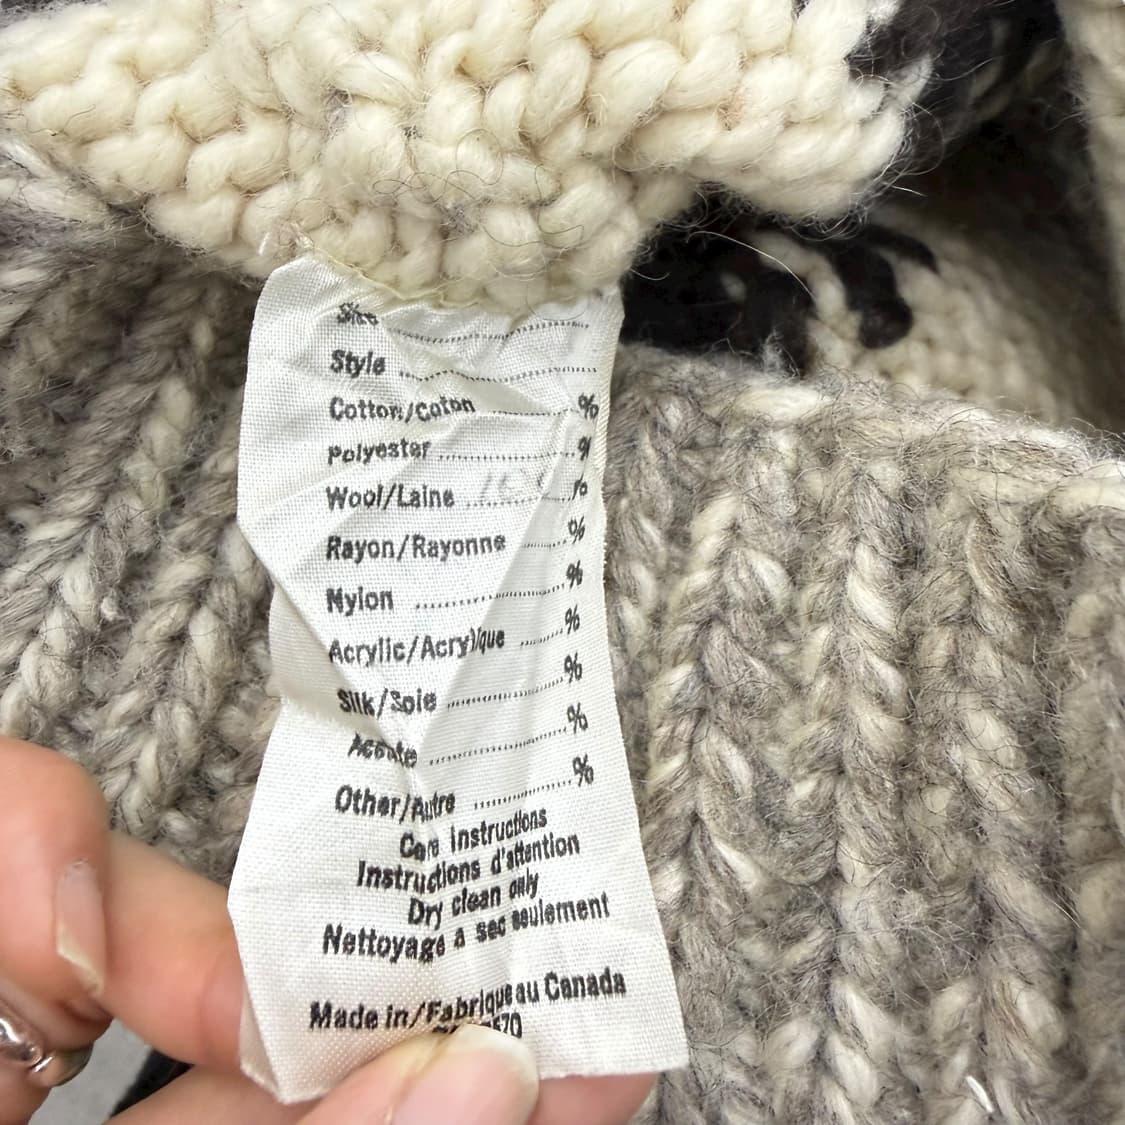 Size
Style
Cotton/Coton %
Polyester %
Wool/Laine %
Rayon/Rayonne %
Nylon %
Acrylic/Acrylique %
Silk/Soie %
Acetate %
Other/Autre %
Care Instructions
Instructions d'attention
Dry clean only
Nettoyage a sec seulement
Made in/Fabrique au Canada